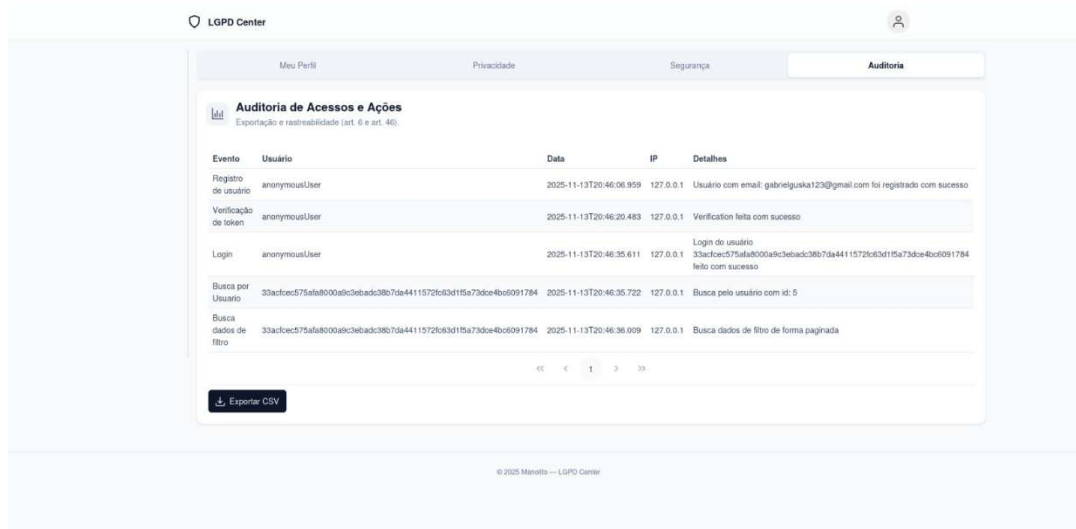 LGPD Center
Meu Perfil Privacidade Segurança Auditoria
Auditoria de Acessos e Ações
Exportação e rastreabilidade (art. 6 e art. 46).
Evento Usuário Data IP Detalhes
Registro
de usuário anonymousUser 2025-11-13T20:46:06.959 127.0.0.1 Usuário com email: gabrielguska123@gmail.com foi registrado com sucesso
Verificação
de token anonymousUser 2025-11-13T20:46:20.483 127.0.0.1 Verification feita com sucesso
Login anonymousUser 2025-11-13T20:46:35.611 127.0.0.1 Login do usuário
33acfcec575afa8000a9c3ebadc38b7da4411572fc63d1f5a73dce4bc6091784
feito com sucesso
Busca por
Usuario 33acfcec575afa8000a9c3ebadc38b7da4411572fc63d1f5a73dce4bc6091784 2025-11-13T20:46:35.722 127.0.0.1 Busca pelo usuário com id: 5
Busca
dados de
filtro 33acfcec575afa8000a9c3ebadc38b7da4411572fc63d1f5a73dce4bc6091784 2025-11-13T20:46:36.009 127.0.0.1 Busca dados de filtro de forma paginada
« < 1 > »
Exportar CSV
© 2025 — LGPD Center